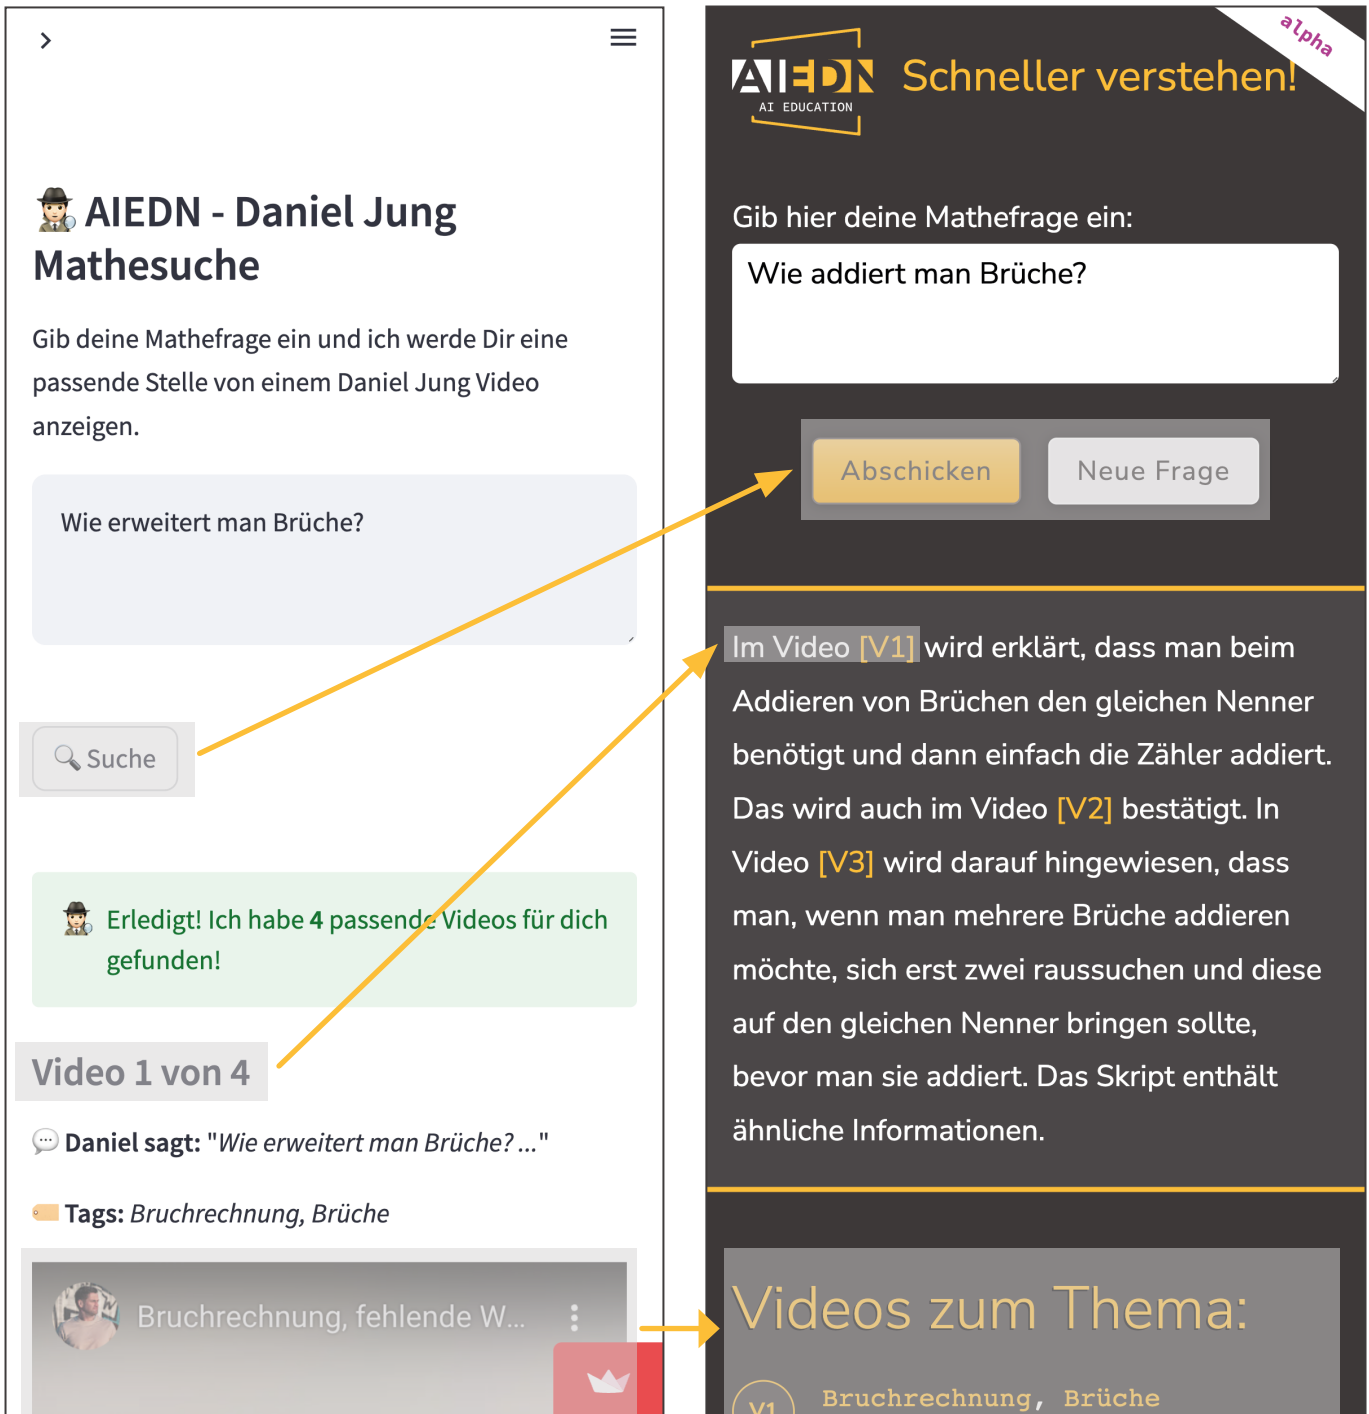 AIEDN - Daniel Jung
Mathesuche
Gib deine Mathefrage ein und ich werde Dir eine
passende Stelle von einem Daniel Jung Video
anzeigen.
Wie erweitert man Brüche?
Suche
Erledigt! Ich habe 4 passende Videos für dich
gefunden!
Video 1 von 4
Daniel sagt: "Wie erweitert man Brüche? ..."
Tags: Bruchrechnung, Brüche
Bruchrechnung, fehlende W...
alpha
AIEDN
AI EDUCATION
Schneller verstehen!
Gib hier deine Mathefrage ein:
Wie addiert man Brüche?
Abschicken
Neue Frage
Im Video [V1] wird erklärt, dass man beim
Addieren von Brüchen den gleichen Nenner
benötigt und dann einfach die Zähler addiert.
Das wird auch im Video [V2] bestätigt. In
Video [V3] wird darauf hingewiesen, dass
man, wenn man mehrere Brüche addieren
möchte, sich erst zwei raussuchen und diese
auf den gleichen Nenner bringen sollte,
bevor man sie addiert. Das Skript enthält
ähnliche Informationen.
Videos zum Thema:
V1
Bruchrechnung, Brüche